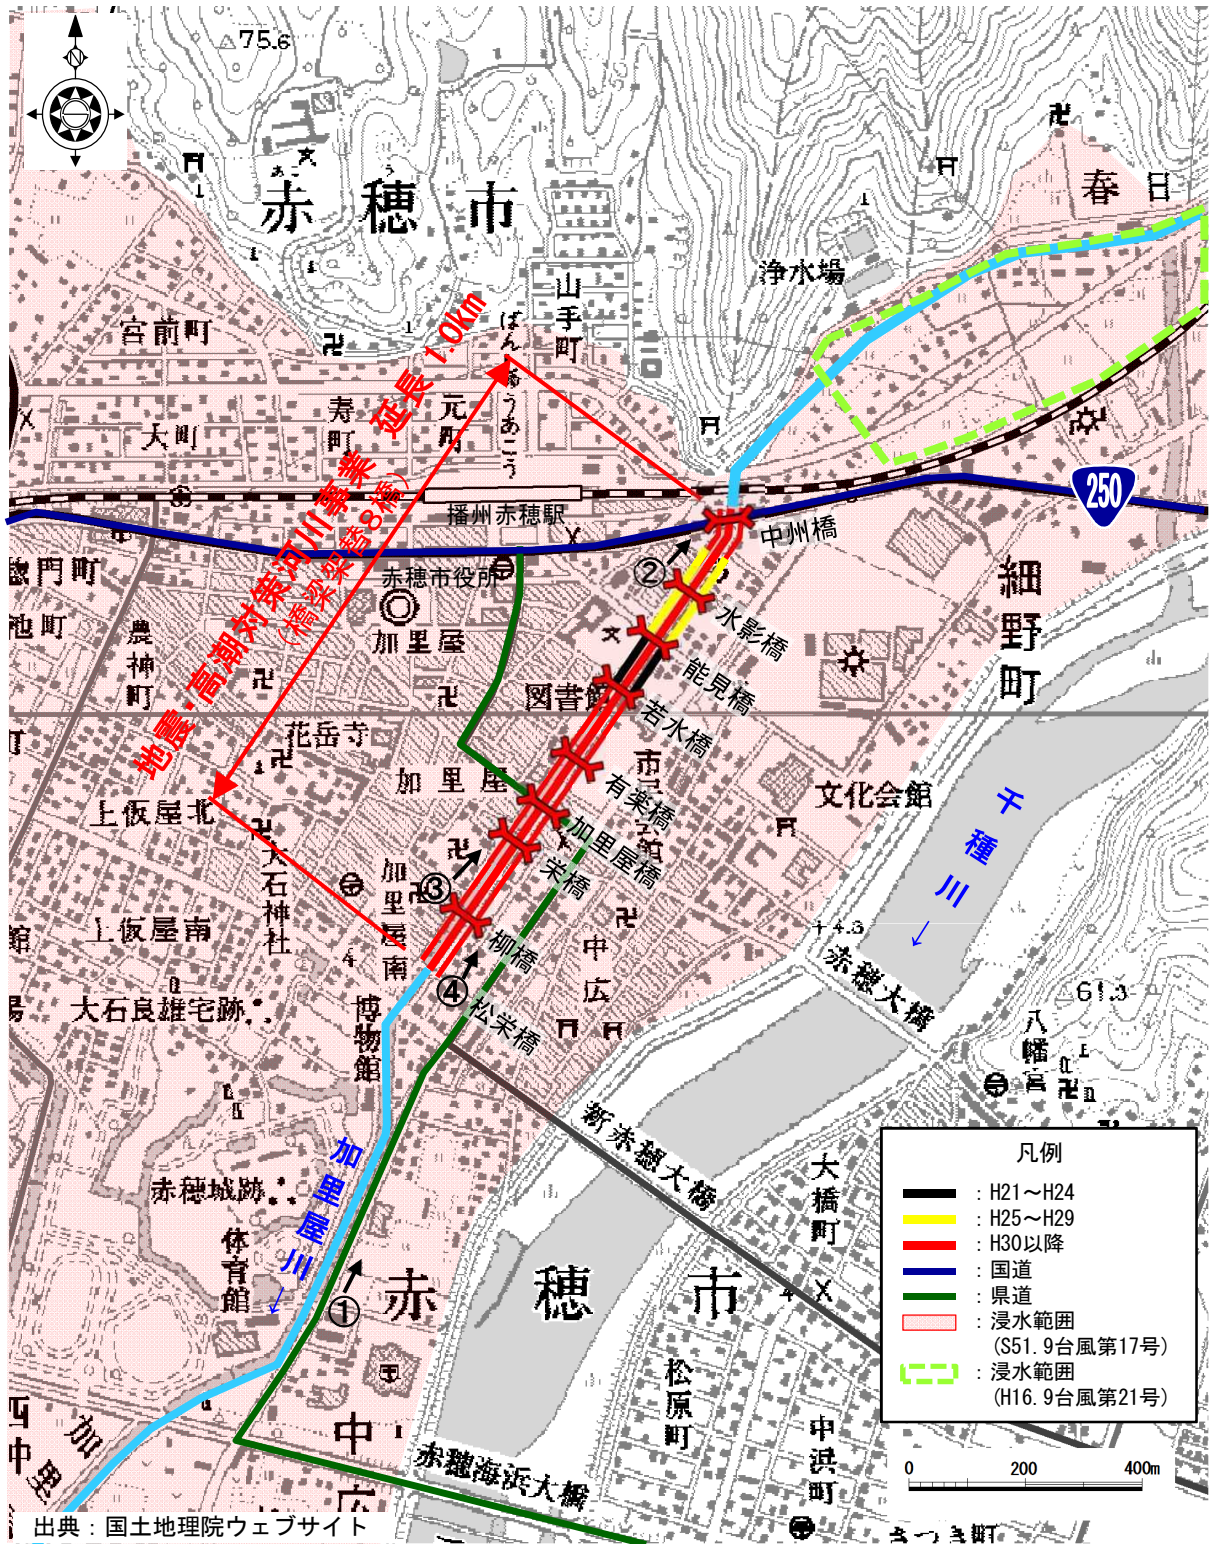 N
75.6
あこ う
赤穂市
春日
浄水場
山手町
宮前町
寿町
元町
大町
ばんしゅうあこう
延長 1.0km
地震・高潮対策河川事業
(橋梁架替8橋)
250
播州赤穂駅
中州橋
②
赤穂市役所
惣門町
池町
農神町
加里屋
細野町
水影橋
能見橋
図書館
若水橋
花岳寺
加里屋
有楽橋
文化会館
千種川
↓
上仮屋北
加里屋橋
栄橋
大石神社
③
加里屋南
上仮屋南
柳橋
中広
+4.3
赤穂大橋
61.3
④
松栄橋
大石良雄宅跡
博物館
八幡宮
新赤穂大橋
大橋町
加里屋川
↓
赤穂城跡
体育館
①
赤穂市
松原町
中浜町
中広
赤穂海浜大橋
凡例
：H21～H24
：H25～H29
：H30以降
：国道
：県道
：浸水範囲
(S51.9台風第17号)
：浸水範囲
(H16.9台風第21号)
0 200 400m
出典：国土地理院ウェブサイト